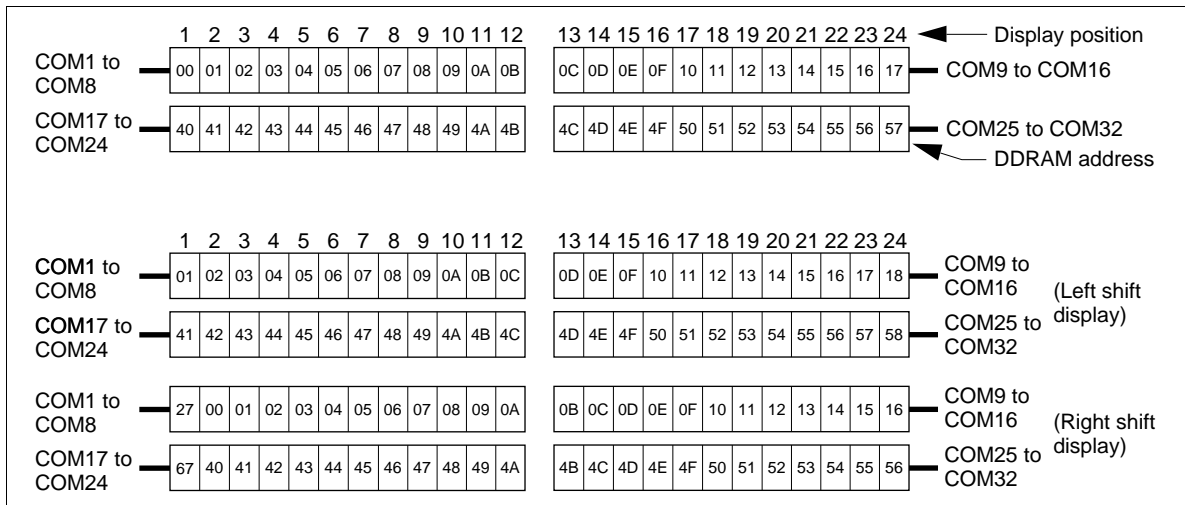 1 2 3 4 5 6 7 8 9 10 11 12 13 14 15 16 17 18 19 20 21 22 23 24 Display position
COM1 to
COM8
00 01 02 03 04 05 06 07 08 09 0A 0B 0C 0D 0E 0F 10 11 12 13 14 15 16 17 COM9 to COM16
COM17 to
COM24
40 41 42 43 44 45 46 47 48 49 4A 4B 4C 4D 4E 4F 50 51 52 53 54 55 56 57 COM25 to COM32
DDRAM address
1 2 3 4 5 6 7 8 9 10 11 12 13 14 15 16 17 18 19 20 21 22 23 24
COM1 to
COM8
01 02 03 04 05 06 07 08 09 0A 0B 0C 0D 0E 0F 10 11 12 13 14 15 16 17 18
COM9 to
COM16
COM17 to
COM24
41 42 43 44 45 46 47 48 49 4A 4B 4C 4D 4E 4F 50 51 52 53 54 55 56 57 58
COM25 to
COM32
(Left shift
display)
COM1 to
COM8
27 00 01 02 03 04 05 06 07 08 09 0A 0B 0C 0D 0E 0F 10 11 12 13 14 15 16
COM9 to
COM16
COM17 to
COM24
67 40 41 42 43 44 45 46 47 48 49 4A 4B 4C 4D 4E 4F 50 51 52 53 54 55 56
COM25 to
COM32
(Right shift
display)